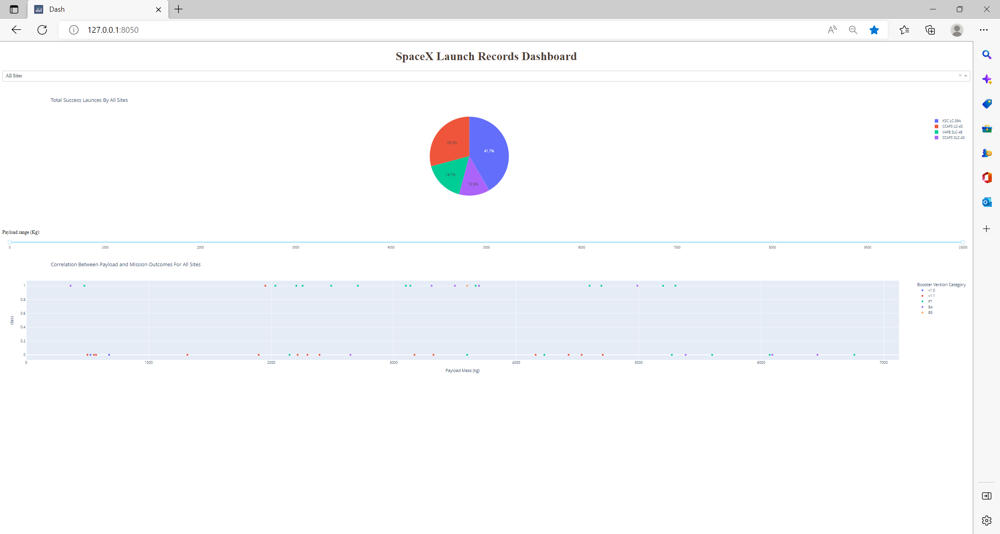 Dash
127.0.0.1:8050
SpaceX Launch Records Dashboard
All Sites
Total Success Launces By All Sites
KSC LC-39A
CCAFS LC-40
VAFB SLC-4E
CCAFS SLC-40
29.2%
41.7%
16.7%
12.5%
Payload range (Kg):
0 1000 2000 3000 4000 5000 6000 7000 8000 9000 10000
Correlation Between Payload and Mission Outcomes For All Sites
Booster Version Category
v1.0
v1.1
FT
B4
B5
1
0.8
0.6
0.4
0.2
0
class
0 1000 2000 3000 4000 5000 6000 7000
Payload Mass (kg)